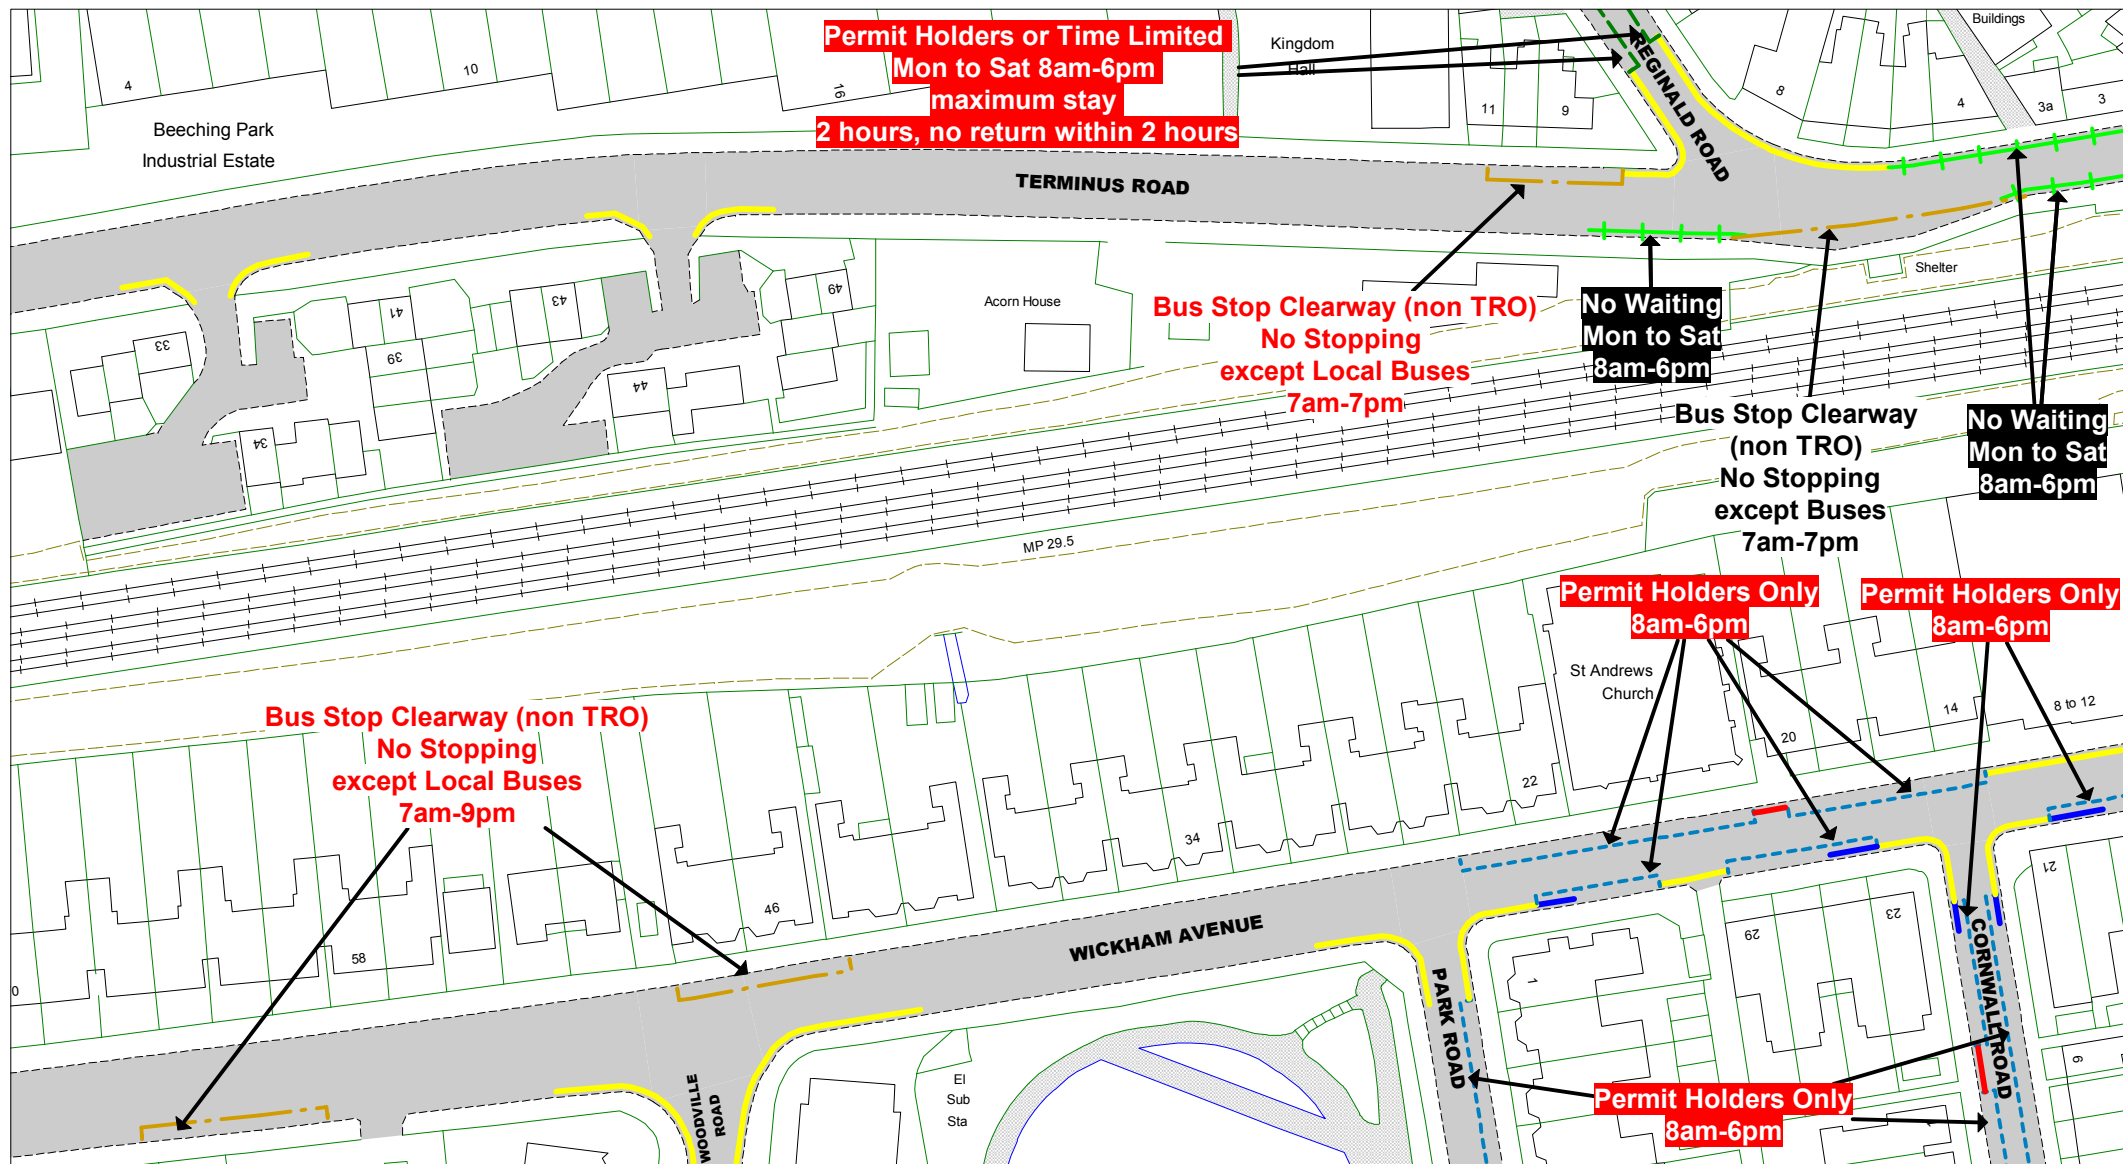 Permit Holders or Time Limited
Mon to Sat 8am-6pm
maximum stay
2 hours, no return within 2 hours
Kingdom
Hall
Buildings
REGINALD ROAD
4
10
16
11
9
8
4
3a
3
Beeching Park
Industrial Estate
TERMINUS ROAD
Shelter
Acorn House
33
41
39
43
49
34
44
Bus Stop Clearway (non TRO)
No Stopping
except Local Buses
7am-7pm
No Waiting
Mon to Sat
8am-6pm
Bus Stop Clearway
(non TRO)
No Stopping
except Buses
7am-7pm
No Waiting
Mon to Sat
8am-6pm
MP 29.5
Permit Holders Only
8am-6pm
Permit Holders Only
8am-6pm
St Andrews
Church
14
8 to 12
20
22
34
46
58
0
Bus Stop Clearway (non TRO)
No Stopping
except Local Buses
7am-9pm
WICKHAM AVENUE
PARK ROAD
CORNWALL ROAD
WOODVILLE
ROAD
1
29
23
21
9
El
Sub
Sta
Permit Holders Only
8am-6pm